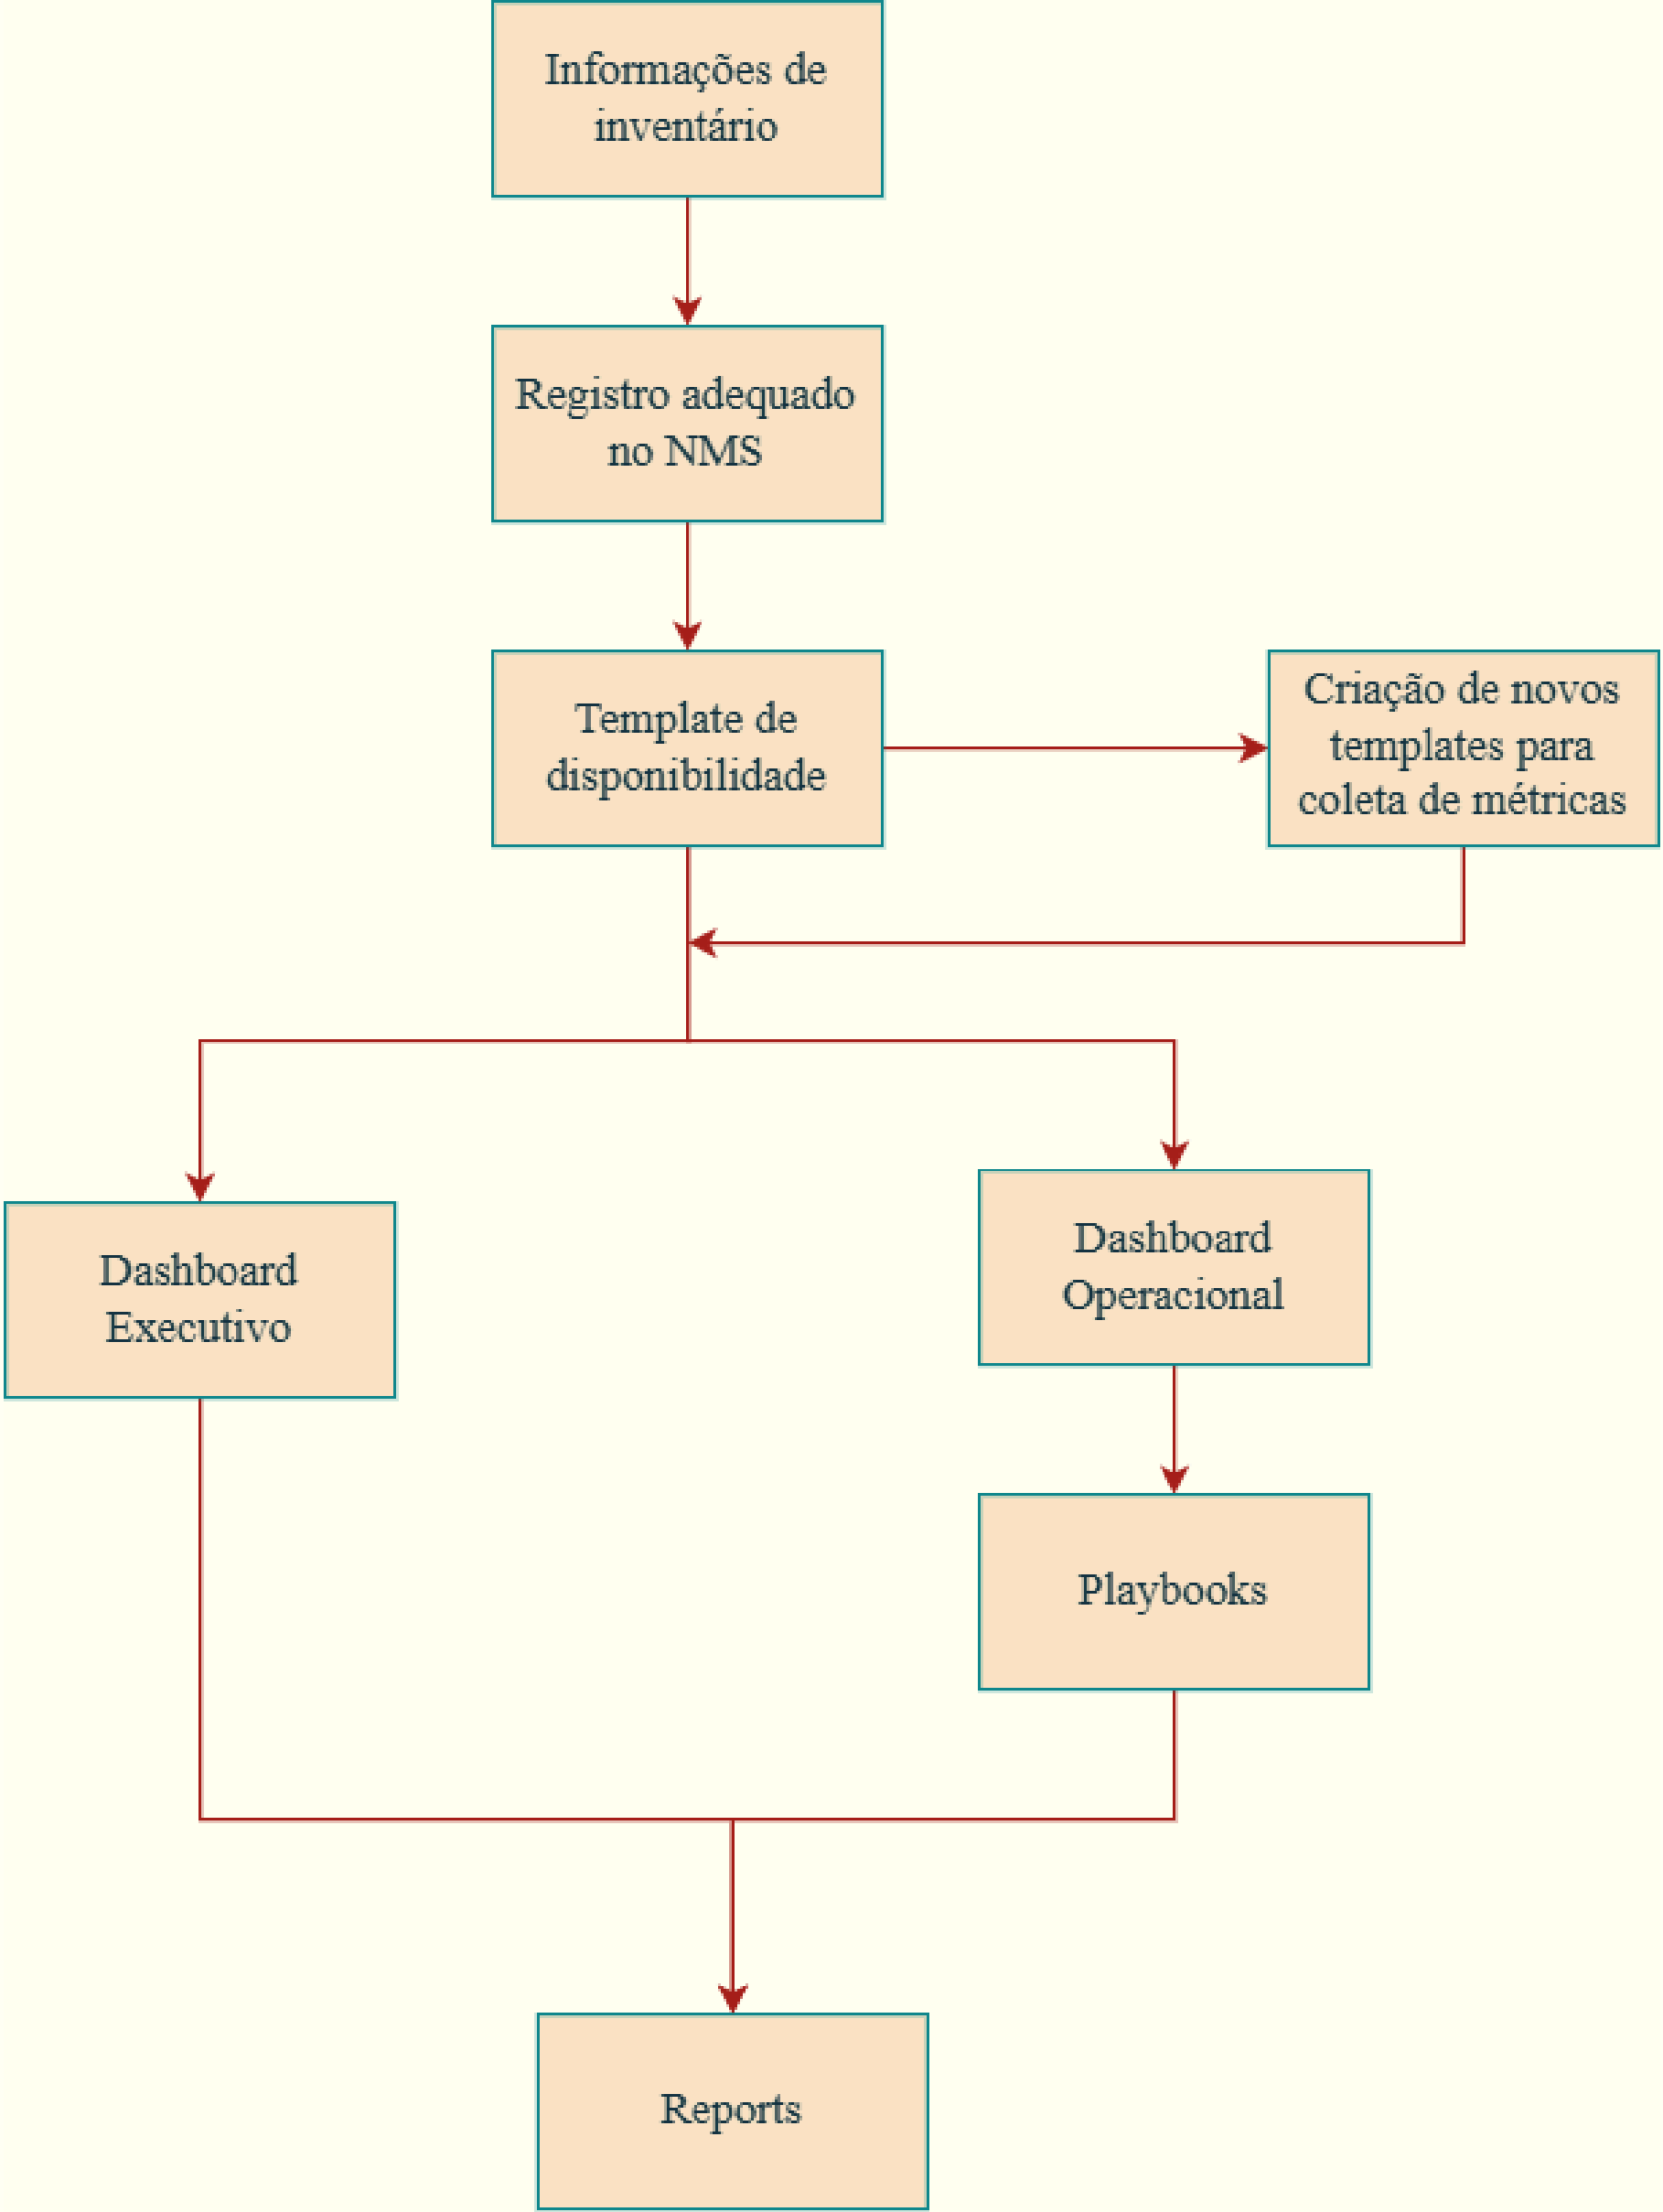 Informações de
inventário
Registro adequado
no NMS
Template de
disponibilidade
Criação de novos
templates para
coleta de métricas
Dashboard
Executivo
Dashboard
Operacional
Playbooks
Reports